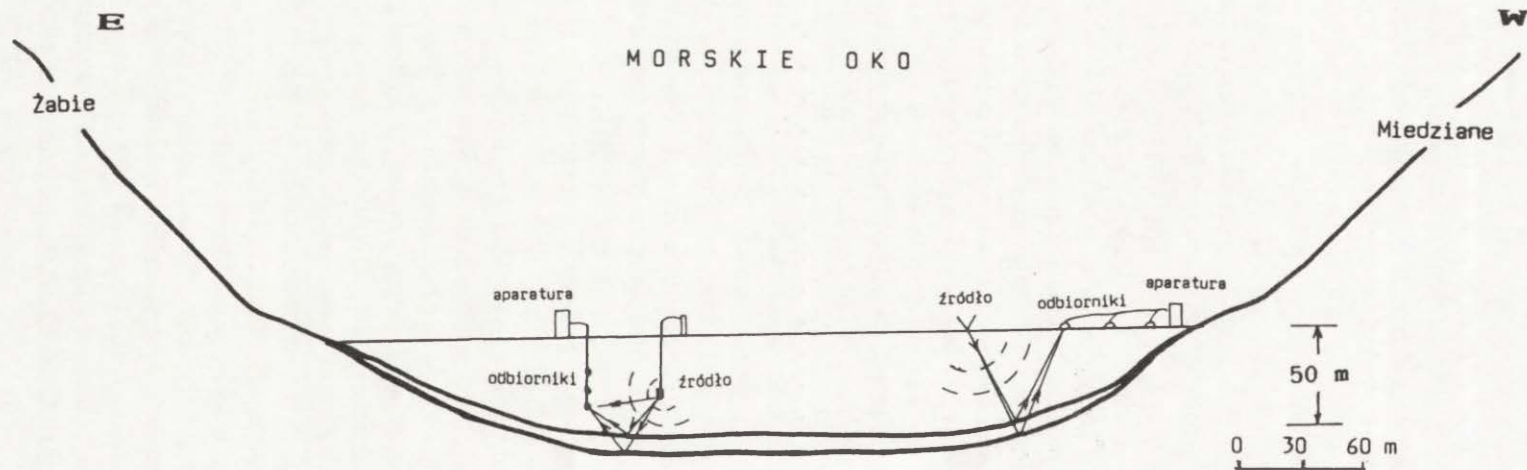 E
W
MORSKIE OKO
Żabie
Miedziane
aparatura
źródło
odbiorniki
aparatura
odbiorniki
źródło
50 m
0 30 60 m